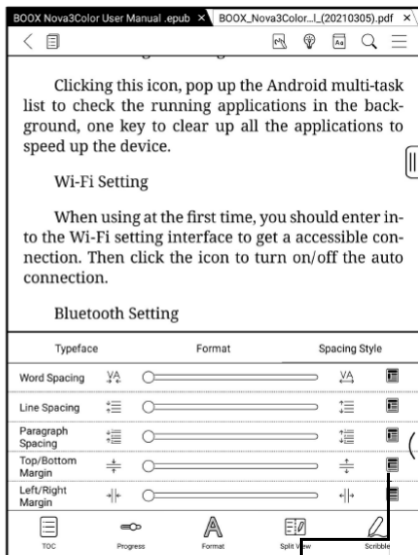 BOOX Nova3Color User Manual .epub ×
BOOX_Nova3Color...l_(20210305).pdf ×
Clicking this icon, pop up the Android multi-task
list to check the running applications in the back-
ground, one key to clear up all the applications to
speed up the device.
Wi-Fi Setting
When using at the first time, you should enter in-
to the Wi-Fi setting interface to get a accessible con-
nection. Then click the icon to turn on/off the auto
connection.
Bluetooth Setting
Typeface
Format
Spacing Style
Word Spacing
Line Spacing
Paragraph
Spacing
Top/Bottom
Margin
Left/Right
Margin
TOC
Progress
Format
Scribble